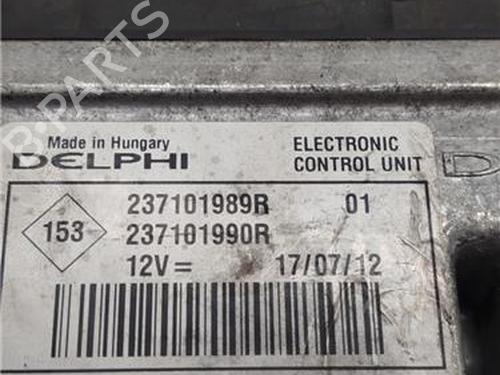 B-PARTS
Made in Hungary
DELPHI
ELECTRONIC
CONTROL UNIT
D
153
237101989R 01
237101990R
12V= 17/07/12